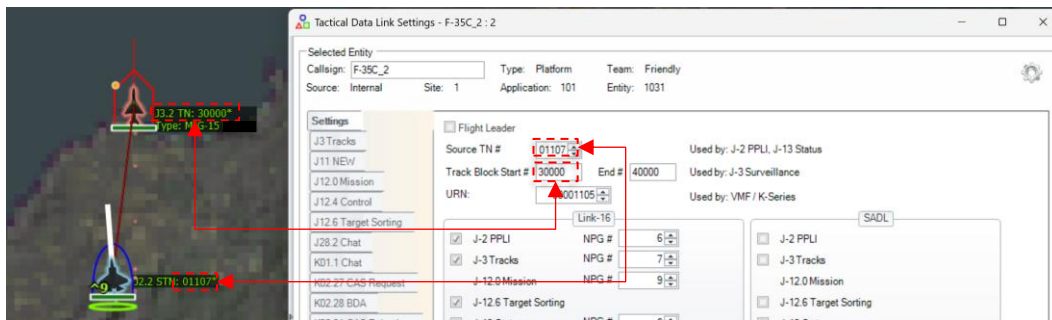 Tactical Data Link Settings - F-35C_2 : 2
Selected Entity
Callsign: F-35C_2 Type: Platform Team: Friendly
Source: Internal Site: 1 Application: 101 Entity: 1031
J3.2 TN: 30000*
Type: MIG-15
J2.2 STN: 01107*
^9
Settings
J3 Tracks
J11 NEW
J12.0 Mission
J12.4 Control
J12.6 Target Sorting
J28.2 Chat
K01.1 Chat
K02.27 CAS Request
K02.28 BDA
Flight Leader
Source TN # 01107 Used by: J-2 PPLI, J-13 Status
Track Block Start # 30000 End # 40000 Used by: J-3 Surveillance
URN: 0001105 Used by: VMF / K-Series
Link-16
J-2 PPLI NPG # 6
J-3 Tracks NPG # 7
J-12.0 Mission NPG # 9
J-12.6 Target Sorting
SADL
J-2 PPLI
J-3 Tracks
J-12.0 Mission
J-12.6 Target Sorting